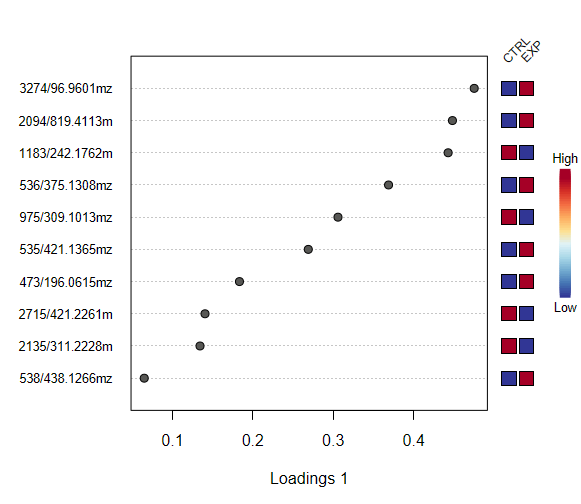 CTRL
EXP
3274/96.9601mz
2094/819.4113m
1183/242.1762m
536/375.1308mz
975/309.1013mz
535/421.1365mz
473/196.0615mz
2715/421.2261m
2135/311.2228m
538/438.1266mz
High
Low
0.1 0.2 0.3 0.4
Loadings 1